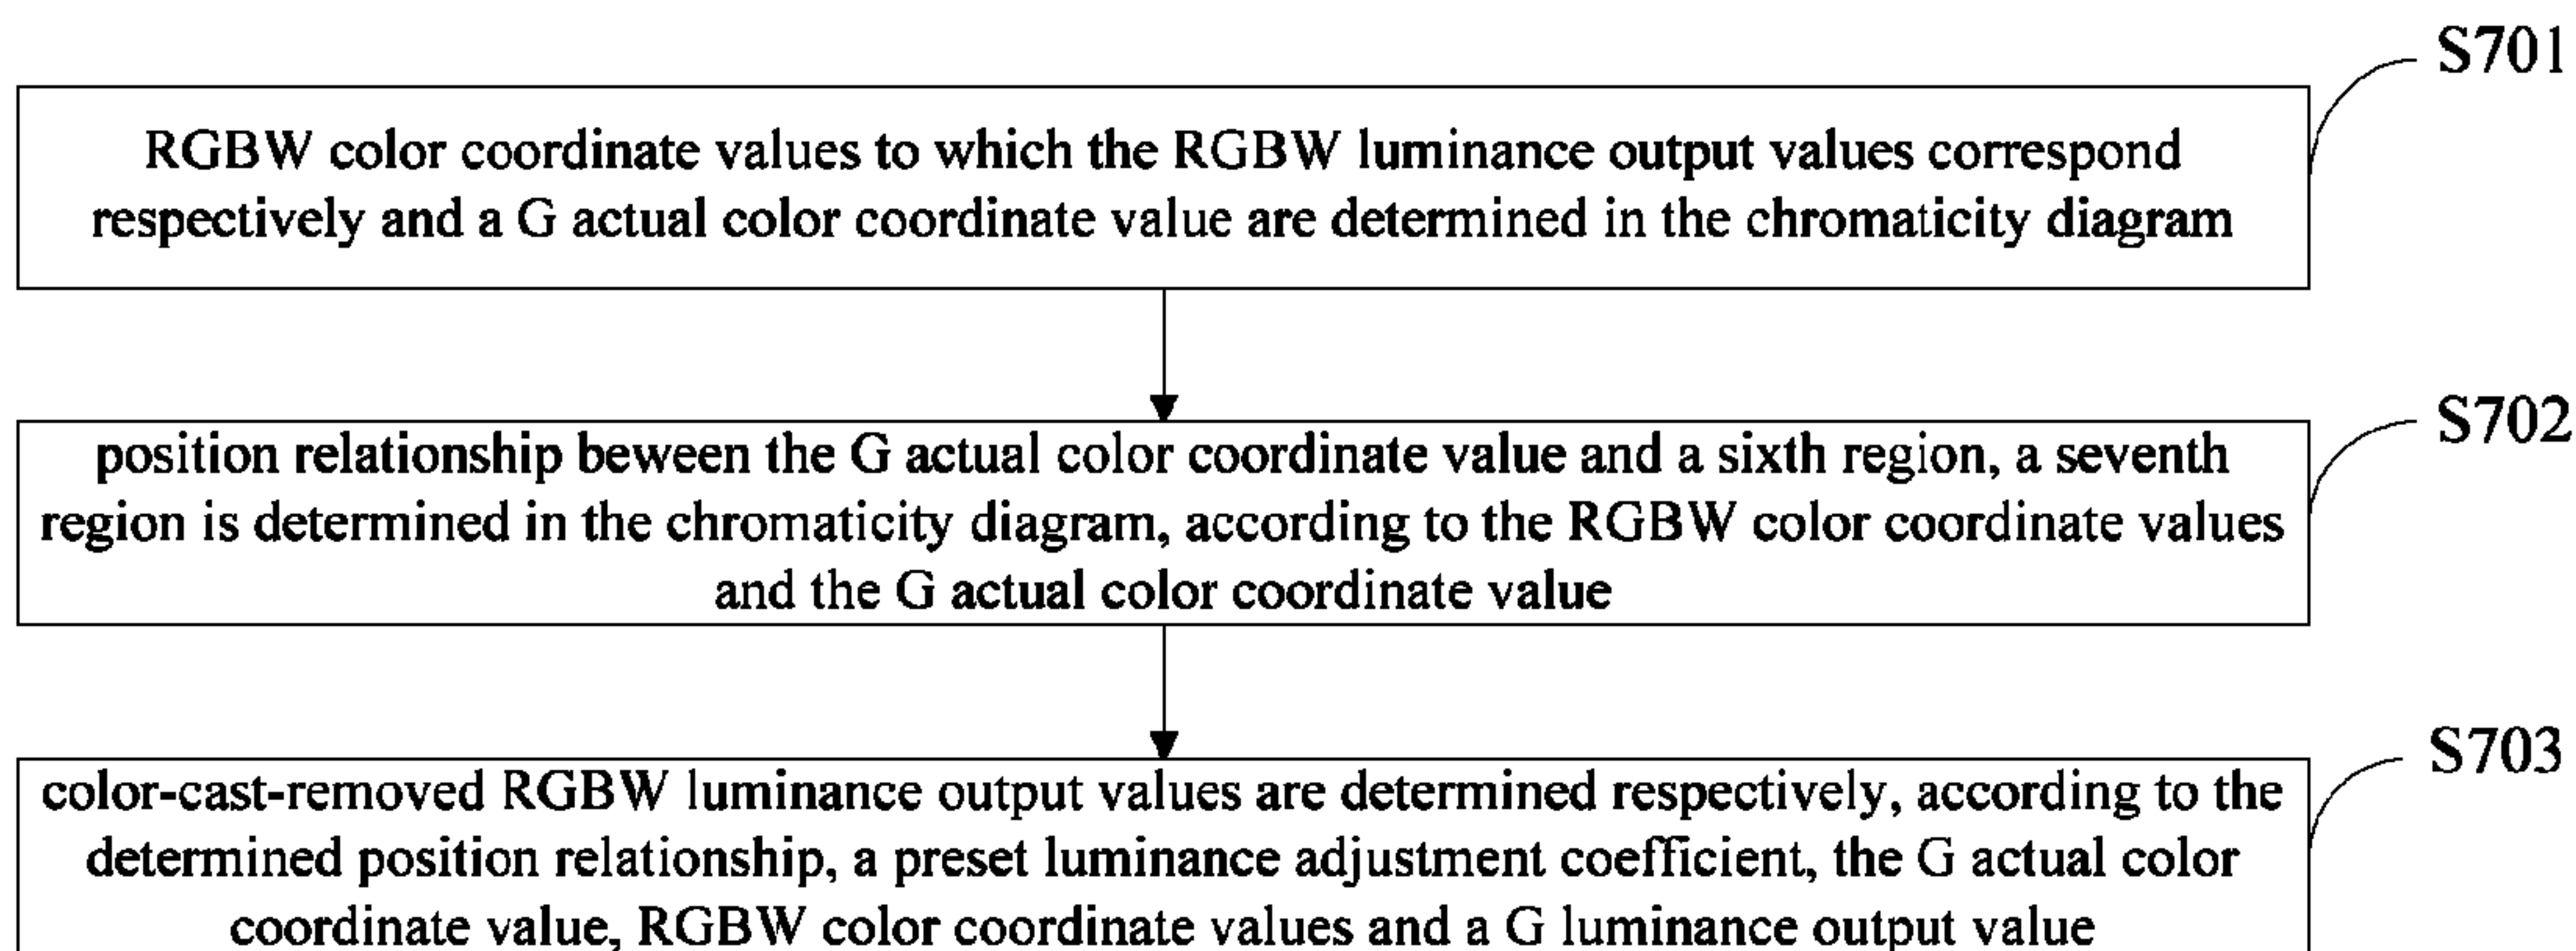 S701
RGBW color coordinate values to which the RGBW luminance output values correspond
respectively and a G actual color coordinate value are determined in the chromaticity diagram
S702
position relationship beween the G actual color coordinate value and a sixth region, a seventh
region is determined in the chromaticity diagram, according to the RGBW color coordinate values
and the G actual color coordinate value
S703
color-cast-removed RGBW luminance output values are determined respectively, according to the
determined position relationship, a preset luminance adjustment coefficient, the G actual color
coordinate value, RGBW color coordinate values and a G luminance output value